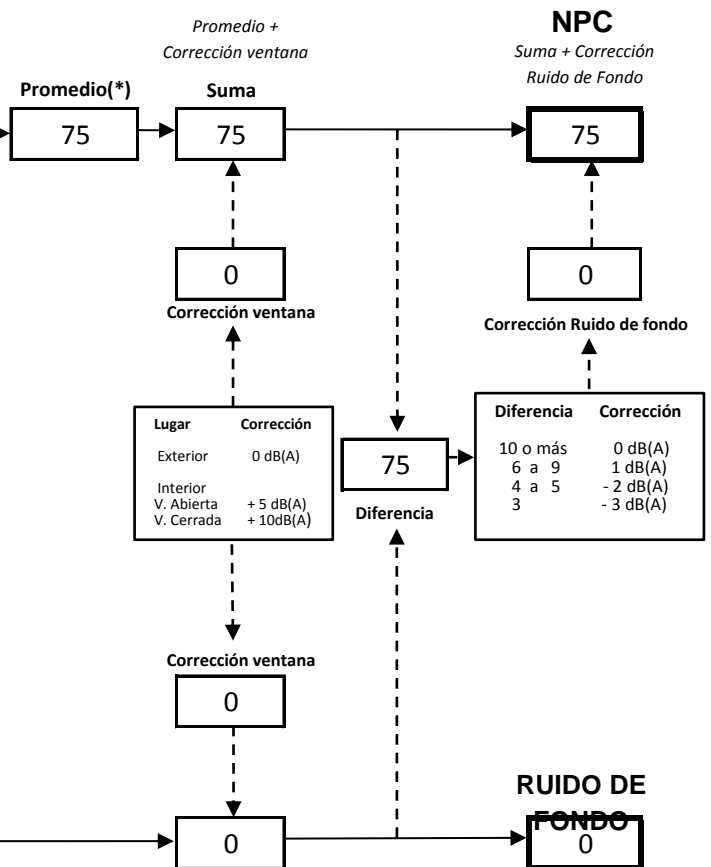 Promedio +
Corrección ventana
NPC
Suma + Corrección
Ruido de Fondo
Promedio(*)
Suma
75
75
75
0
0
Corrección ventana
Corrección Ruido de fondo
Lugar Corrección
Exterior 0 dB(A)
Interior
V. Abierta + 5 dB(A)
V. Cerrada + 10dB(A)
75
Diferencia
Diferencia Corrección
10 o más 0 dB(A)
6 a 9 1 dB(A)
4 a 5 - 2 dB(A)
3 - 3 dB(A)
Corrección ventana
0
RUIDO DE
FONDO
0
0